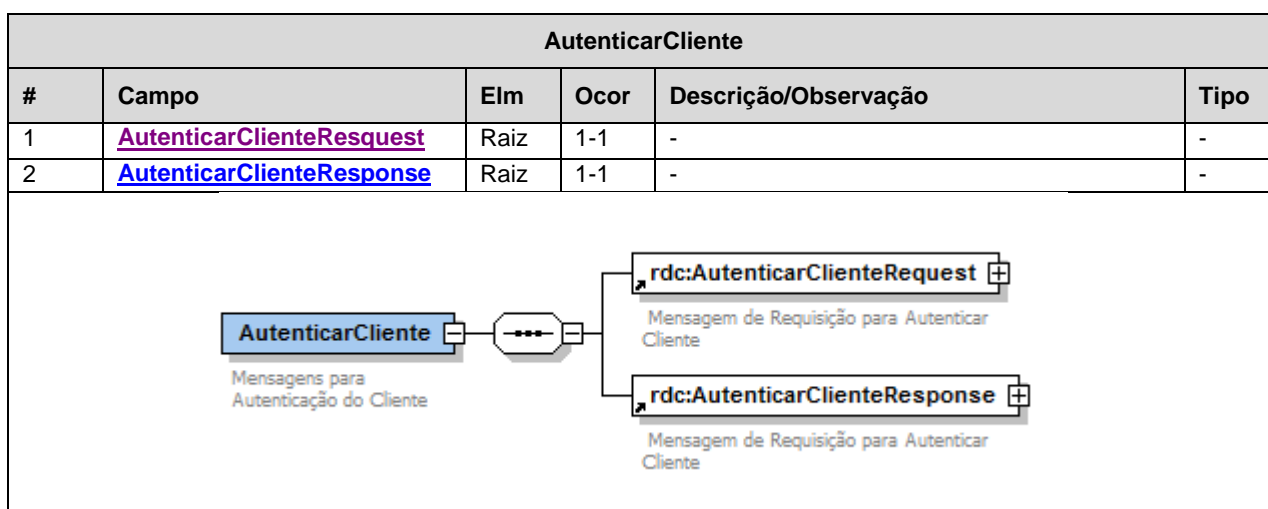 AutenticarCliente
# Campo Elm Ocor Descrição/Observação Tipo
1 AutenticarClienteResquest Raiz 1-1 - -
2 AutenticarClienteResponse Raiz 1-1 - -
rdc:AutenticarClienteRequest
Mensagem de Requisição para Autenticar
Cliente
AutenticarCliente
Mensagens para
Autenticação do Cliente
rdc:AutenticarClienteResponse
Mensagem de Requisição para Autenticar
Cliente